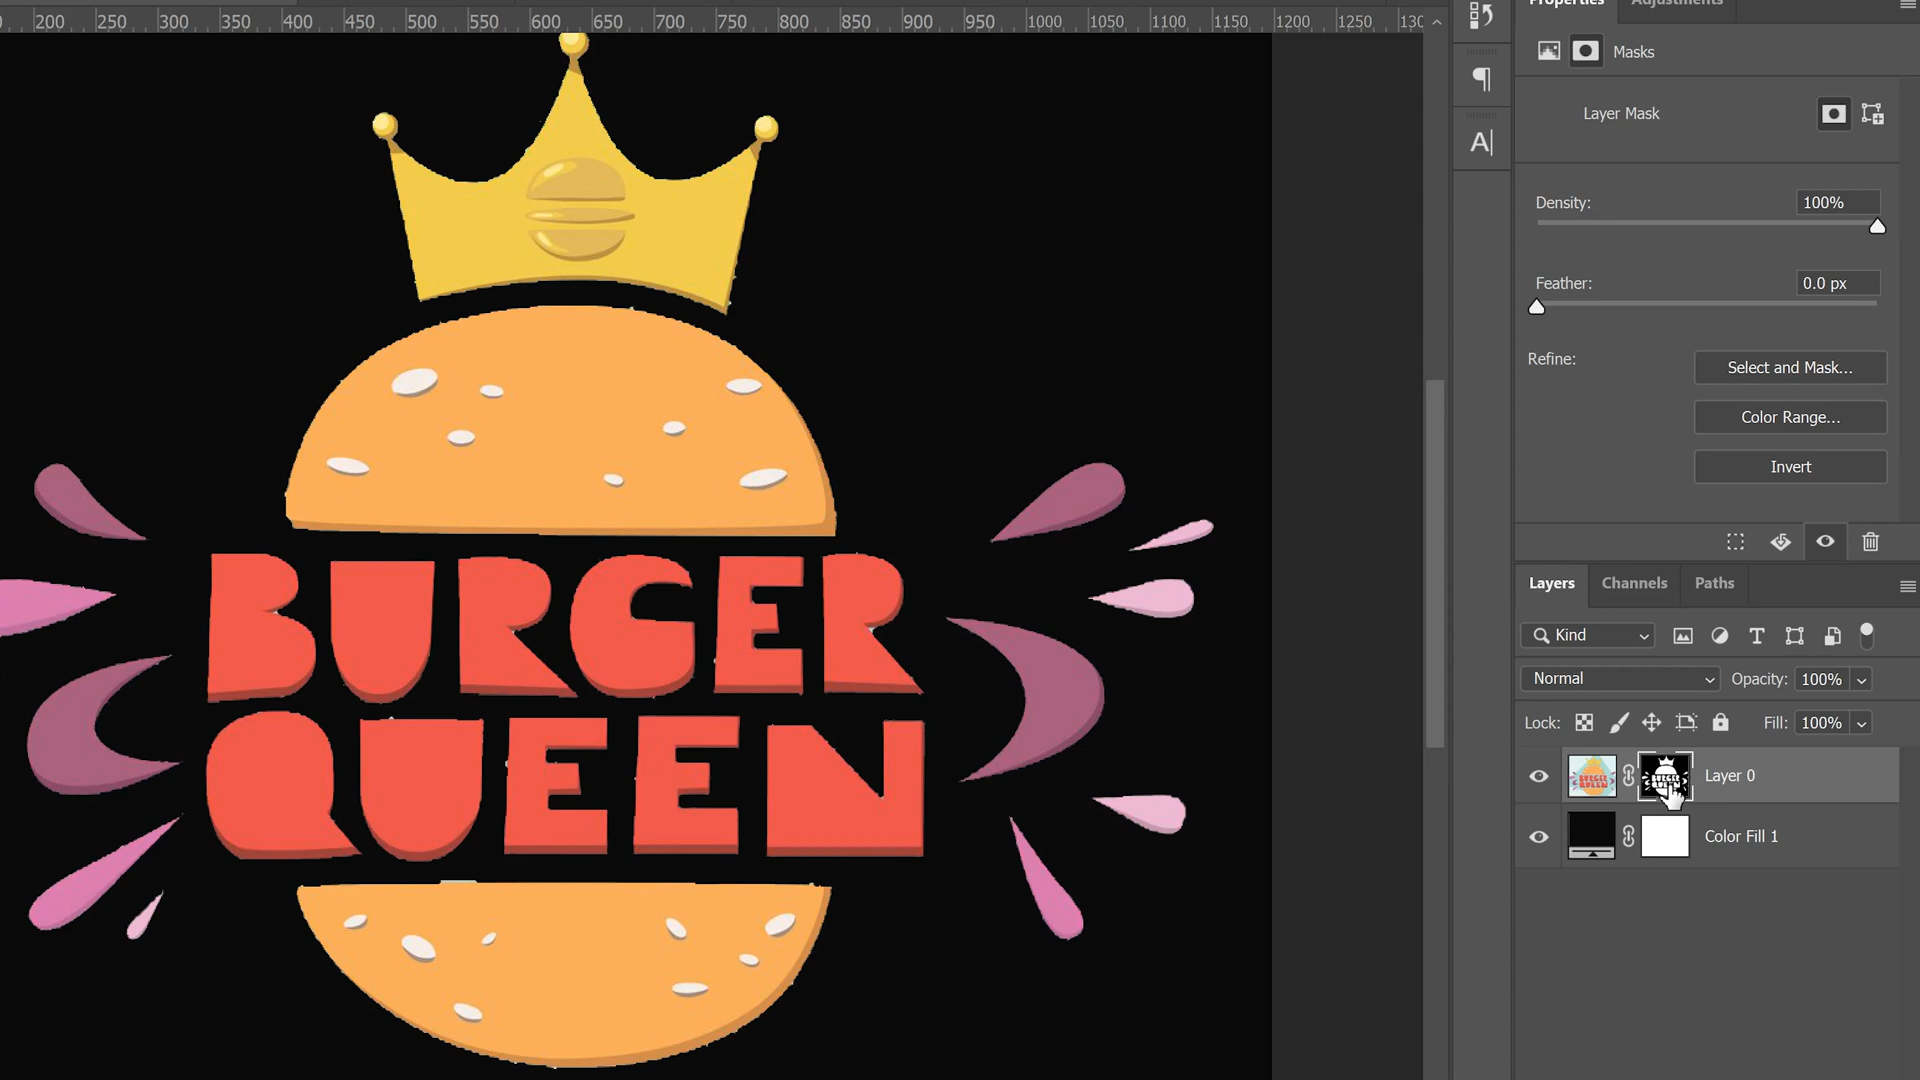 200 250 300 350 400 450 500 550 600 650 700 750 800 850 900 950 1000 1050 1100 1150 1200 1250
Properties Adjustments
Masks
Layer Mask
Density: 100%
Feather: 0.0 px
Refine:
Select and Mask...
Color Range...
Invert
Layers Channels Paths
Kind
Normal Opacity: 100%
Lock: Fill: 100%
Layer 0
Color Fill 1
BURGER
QUEEN